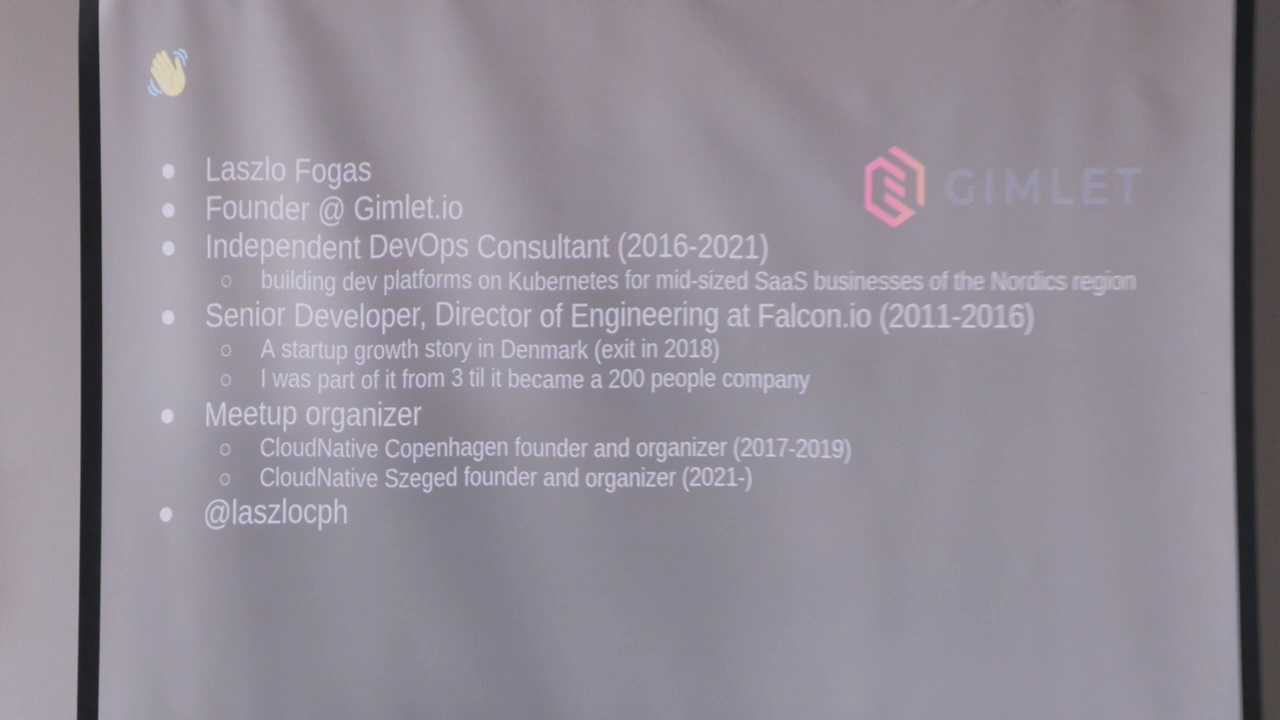 Laszlo Fogas
GIMLET
Founder @ Gimlet.io
Independent DevOps Consultant (2016-2021)
building dev platforms on Kubernetes for mid-sized SaaS businesses of the Nordics region
Senior Developer, Director of Engineering at Falcon.io (2011-2016)
A startup growth story in Denmark (exit in 2018)
I was part of it from 3 til it became a 200 people company
Meetup organizer
CloudNative Copenhagen founder and organizer (2017-2019)
CloudNative Szeged founder and organizer (2021-)
@laszlocph